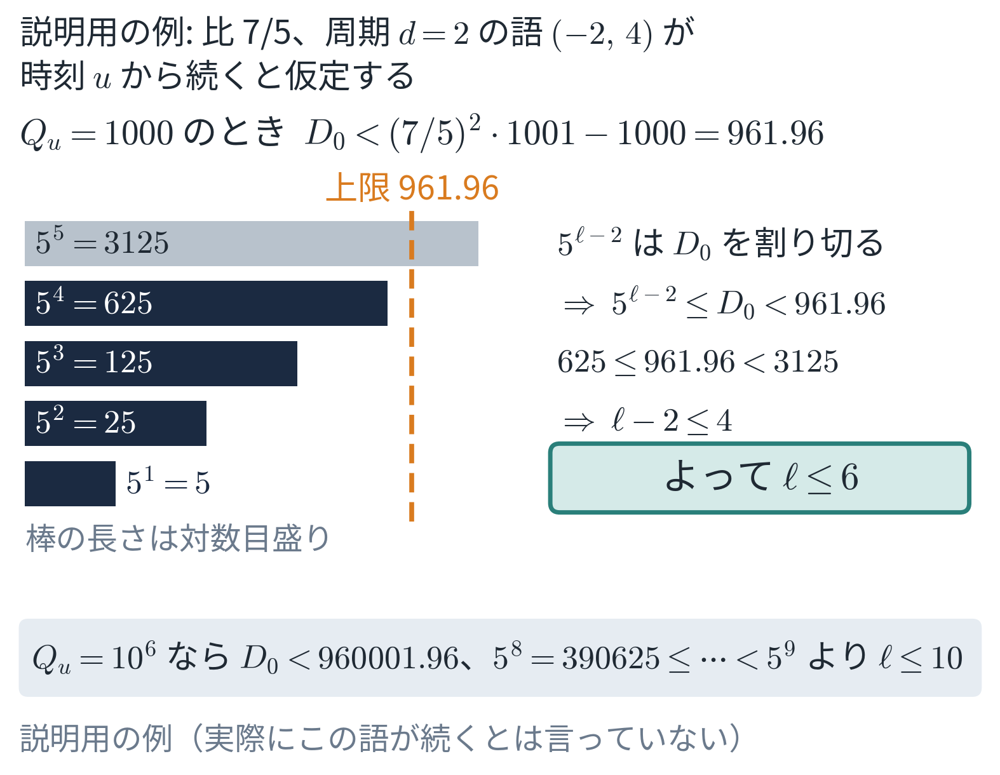 説明用の例: 比 7/5、周期 d = 2 の語 (−2, 4) が
時刻 u から続くと仮定する
Q_u = 1000 のとき D_0 < (7/5)^2 · 1001 − 1000 = 961.96
上限 961.96
5^5 = 3125
5^4 = 625
5^3 = 125
5^2 = 25
5^1 = 5
棒の長さは対数目盛り
5^{ℓ−2} は D_0 を割り切る
⇒ 5^{ℓ−2} ≤ D_0 < 961.96
625 ≤ 961.96 < 3125
⇒ ℓ − 2 ≤ 4
よって ℓ ≤ 6
Q_u = 10^6 なら D_0 < 960001.96、5^8 = 390625 ≤ ⋯ < 5^9 より ℓ ≤ 10
説明用の例（実際にこの語が続くとは言っていない）